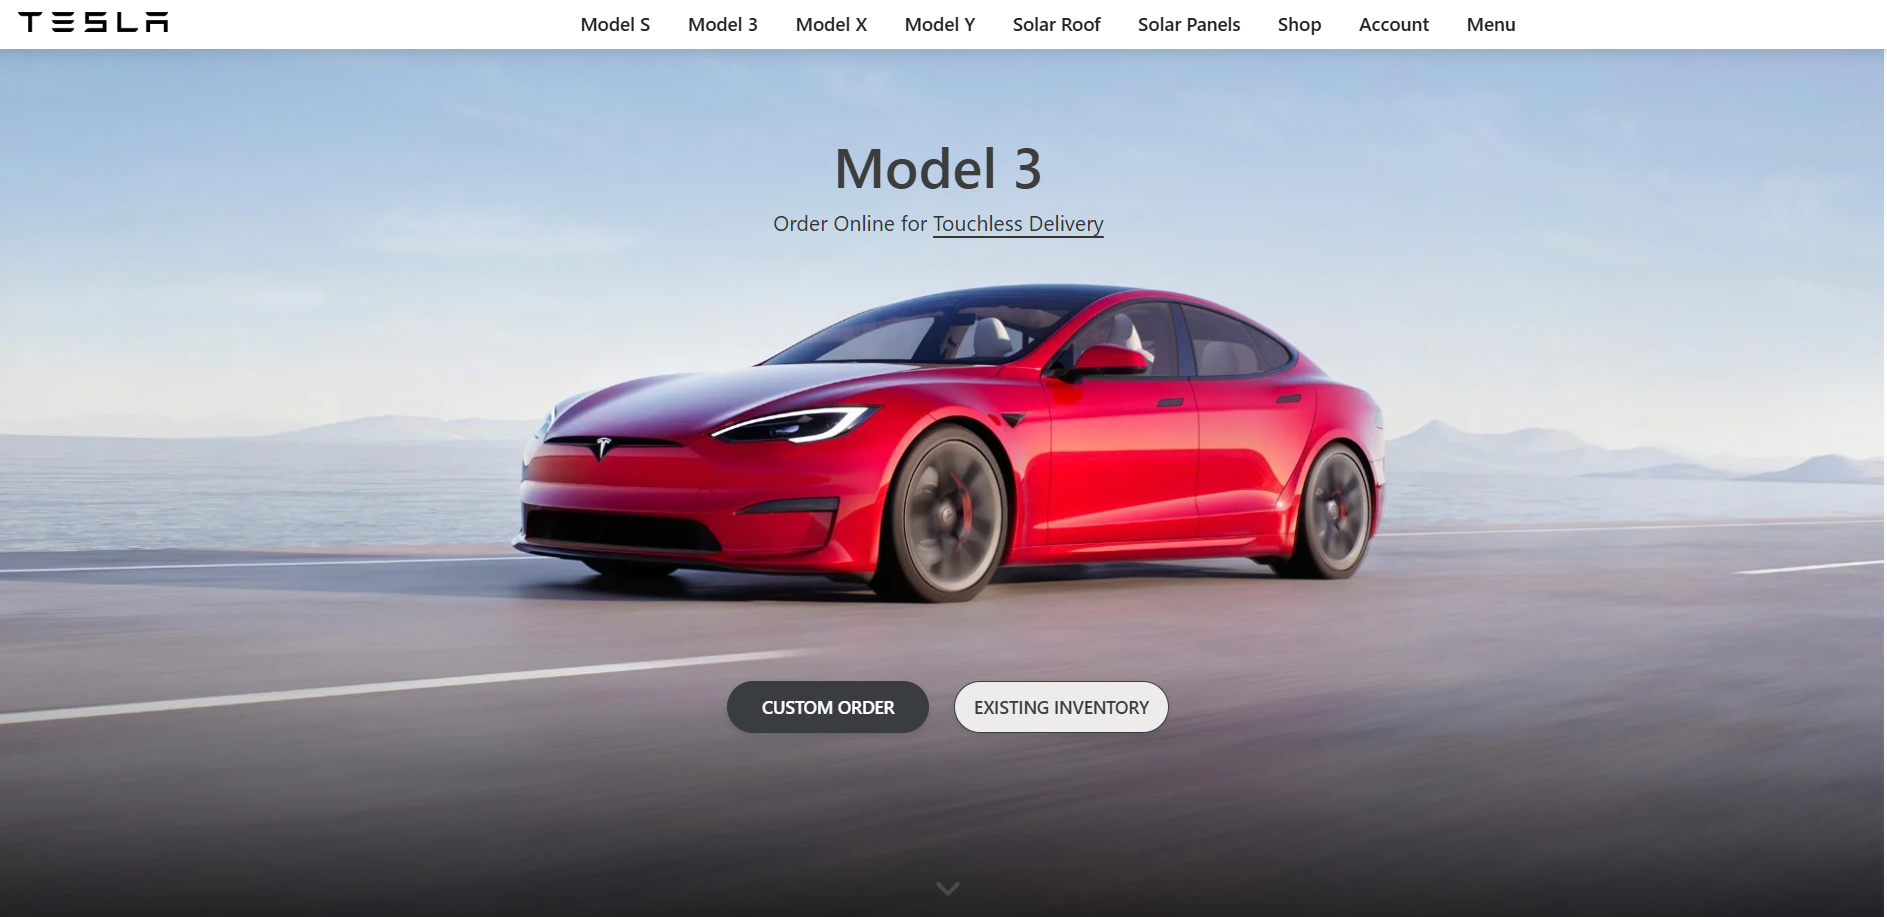 TESLA
Model S Model 3 Model X Model Y Solar Roof Solar Panels Shop Account Menu
Model 3
Order Online for Touchless Delivery
CUSTOM ORDER EXISTING INVENTORY